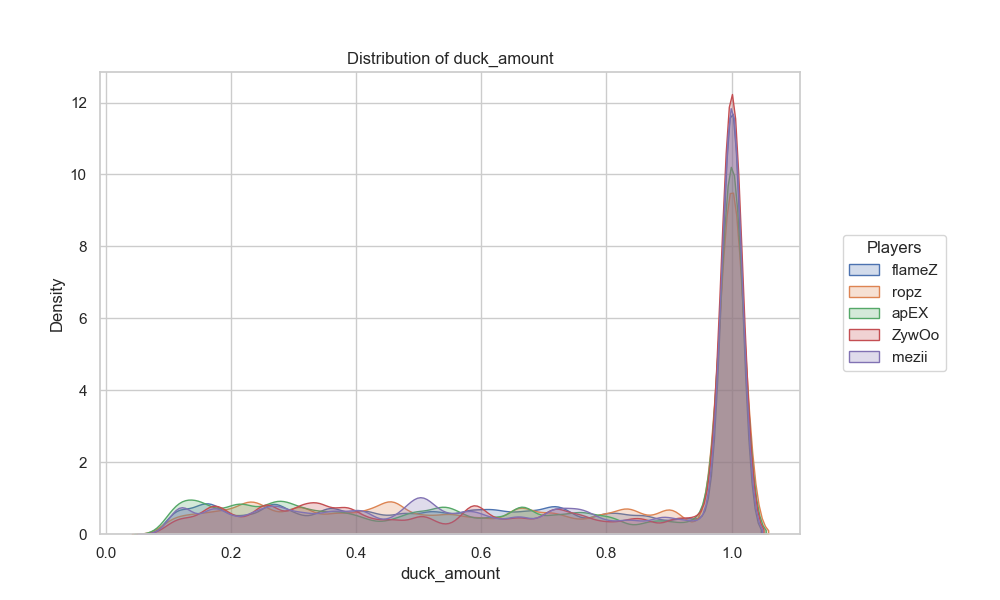 Distribution of duck_amount
12
10
8
6
4
2
0
Density
0.0 0.2 0.4 0.6 0.8 1.0
duck_amount
Players
flameZ
ropz
apEX
ZywOo
mezii